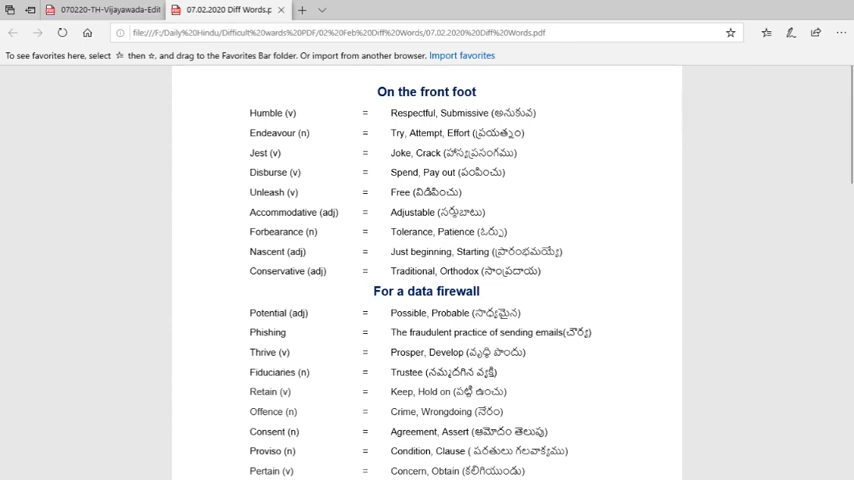 070220-TH-Vijayawada-Edit
07.02.2020 Diff Words.p
file:///F:/Daily%20Hindu/Difficult%20wards%20PDF/02%20Feb%20Diff%20Words/07.02.2020%20Diff%20Words.pdf
To see favorites here, select ☆ then ☆, and drag to the Favorites Bar folder. Or import from another browser. Import favorites
On the front foot
Humble (v) = Respectful, Submissive (అనుకువ)
Endeavour (n) = Try, Attempt, Effort (ప్రయత్నం)
Jest (v) = Joke, Crack (హాస్యప్రసంగము)
Disburse (v) = Spend, Pay out (పంపించు)
Unleash (v) = Free (విడిపించు)
Accommodative (adj) = Adjustable (సర్దుబాటు)
Forbearance (n) = Tolerance, Patience (ఓర్పు)
Nascent (adj) = Just beginning, Starting (ప్రారంభమయ్యే)
Conservative (adj) = Traditional, Orthodox (సాంప్రదాయ)
For a data firewall
Potential (adj) = Possible, Probable (సాధ్యమైన)
Phishing = The fraudulent practice of sending emails(చౌర్య)
Thrive (v) = Prosper, Develop (వృద్ధి పొందు)
Fiduciaries (n) = Trustee (నమ్మదగిన వ్యక్తి)
Retain (v) = Keep, Hold on (పట్టి ఉంచు)
Offence (n) = Crime, Wrongdoing (నేరం)
Consent (n) = Agreement, Assert (ఆమోదం తెలుపు)
Proviso (n) = Condition, Clause ( షరతులు గలవాక్యము)
Pertain (v) = Concern, Obtain (కలిగియుండు)